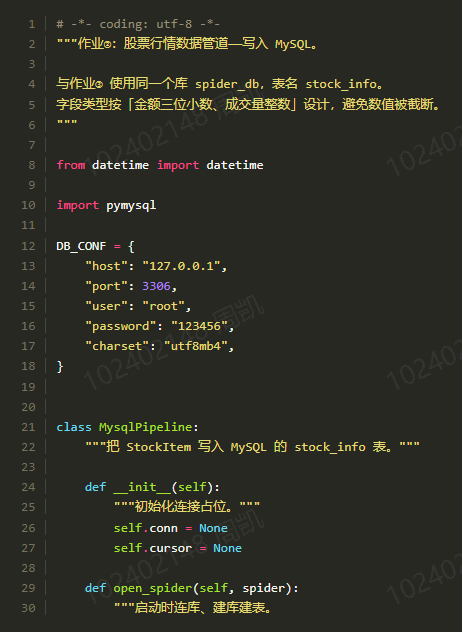 1 # -*- coding: utf-8 -*-
2 """作业②: 股票行情数据管道——写入 MySQL。
3
4 与作业① 使用同一个库 spider_db, 表名 stock_info。
5 字段类型按「金额三位小数、成交量整数」设计, 避免数值被截断。
6 """
7
8 from datetime import datetime
9
10 import pymysql
11
12 DB_CONF = {
13     "host": "127.0.0.1",
14     "port": 3306,
15     "user": "root",
16     "password": "123456",
17     "charset": "utf8mb4",
18 }
19
20
21 class MysqlPipeline:
22     """把 StockItem 写入 MySQL 的 stock_info 表。"""
23
24     def __init__(self):
25         """初始化连接占位。"""
26         self.conn = None
27         self.cursor = None
28
29     def open_spider(self, spider):
30         """启动时连库、建库建表。
102402148 周凯